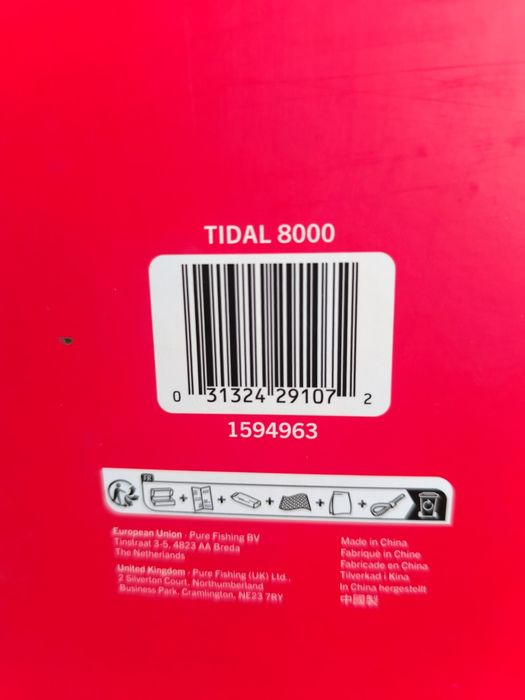 TIDAL 8000
0 31324 29107 2
1594963
FR
European Union · Pure Fishing BV
Tinstraat 3-5, 4823 AA Breda
The Netherlands
United Kingdom · Pure Fishing (UK) Ltd.,
2 Silverton Court, Northumberland
Business Park, Cramlington, NE23 7RY
Made in China
Fabriqué en Chine
Fabricade en China
Tilverkad i Kina
In China hergestellt
中國製